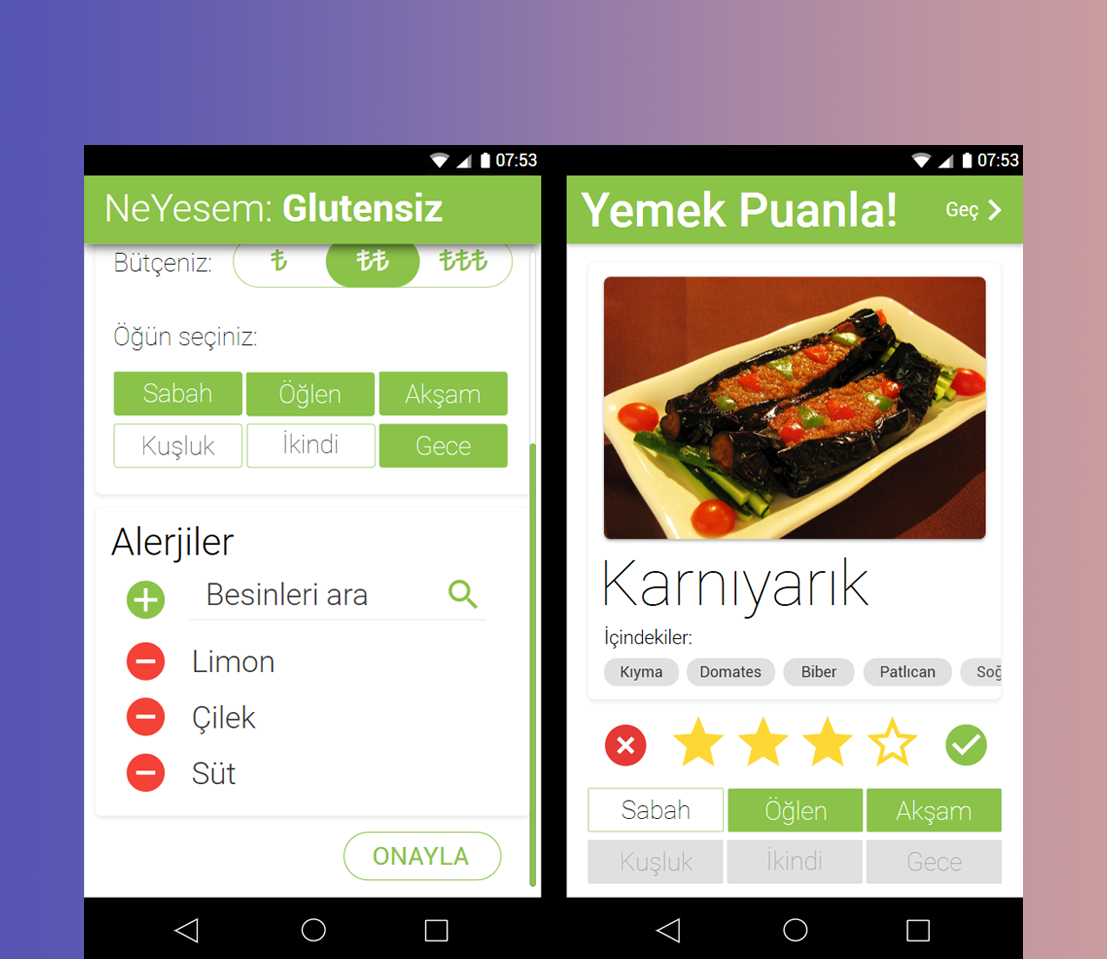 07:53
NeYesem: Glutensiz
Bütçeniz: ₺ ₺₺ ₺₺₺
Öğün seçiniz:
Sabah Öğlen Akşam
Kuşluk İkindi Gece
Alerjiler
Besinleri ara
Limon
Çilek
Süt
ONAYLA
07:53
Yemek Puanla! Geç
Karnıyarık
İçindekiler:
Kıyma Domates Biber Patlıcan Soğ
Sabah Öğlen Akşam
Kuşluk İkindi Gece